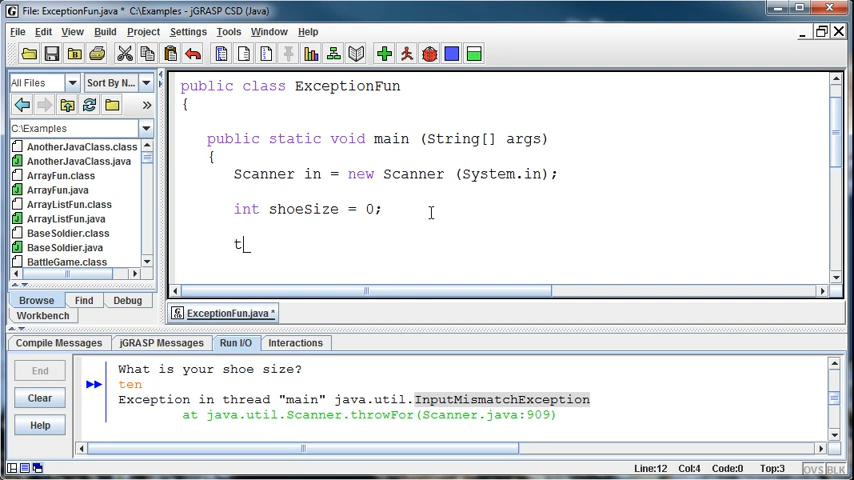 File: ExceptionFun.java * - jGRASP CSD (Java)
File Edit View Build Project Settings Tools Window Help
All Files Sort By N...
C:\Examples
AnotherJavaClass.class
AnotherJavaClass.java
ArrayFun.class
ArrayFun.java
ArrayListFun.class
ArrayListFun.java
BaseSoldier.class
BaseSoldier.java
BattleGame.class
Browse Find Debug
Workbench
public class ExceptionFun
{
public static void main (String[] args)
{
Scanner in = new Scanner (System.in);
int shoeSize = 0;
t
ExceptionFun.java *
Compile Messages jGRASP Messages Run I/O Interactions
End
Clear
Help
What is your shoe size?
ten
Exception in thread "main" java.util.InputMismatchException
at java.util.Scanner.throwFor(Scanner.java:909)
Line:12 Col:4 Code:0 Top:3 OVS BLK